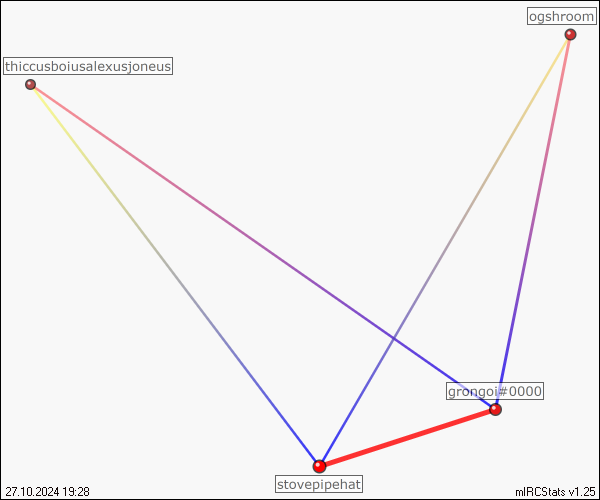 ogshroom
thiccusboiusalexusjoneus
grongoi#0000
stovepipehat
27.10.2024 19:28
mIRCStats v1.25